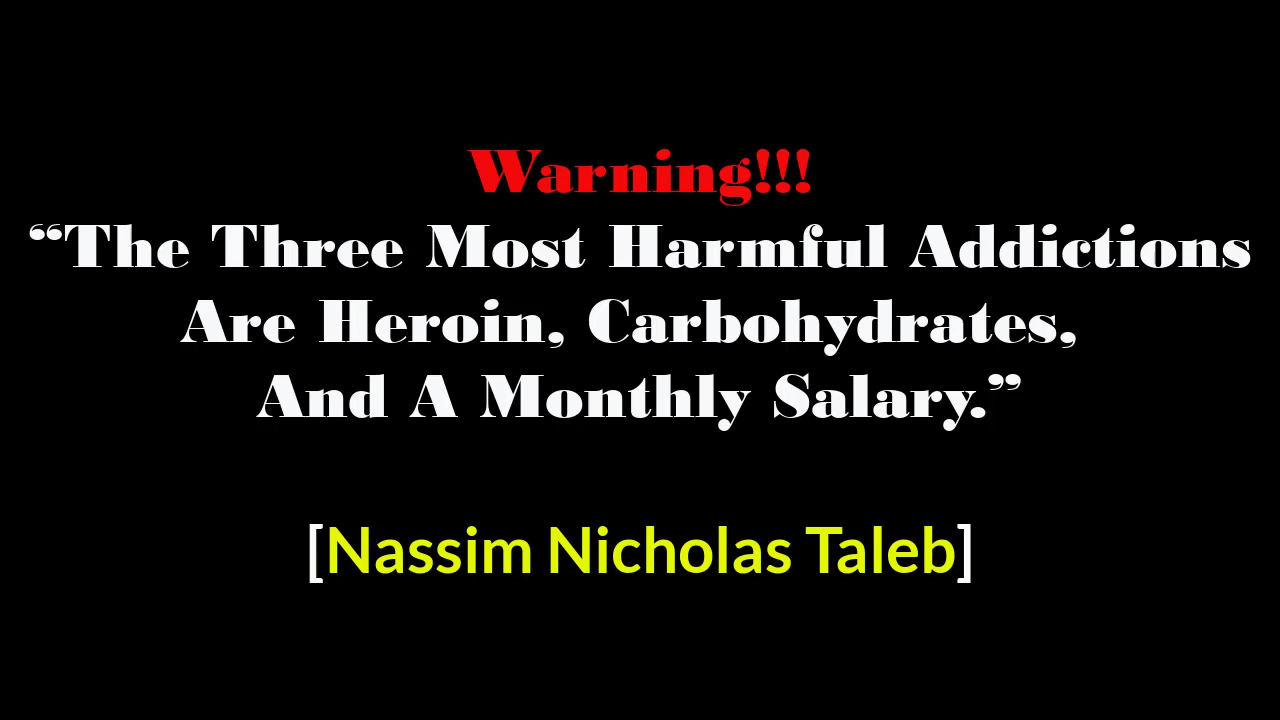 Warning!!!
“The Three Most Harmful Addictions
Are Heroin, Carbohydrates,
And A Monthly Salary.”
[Nassim Nicholas Taleb]